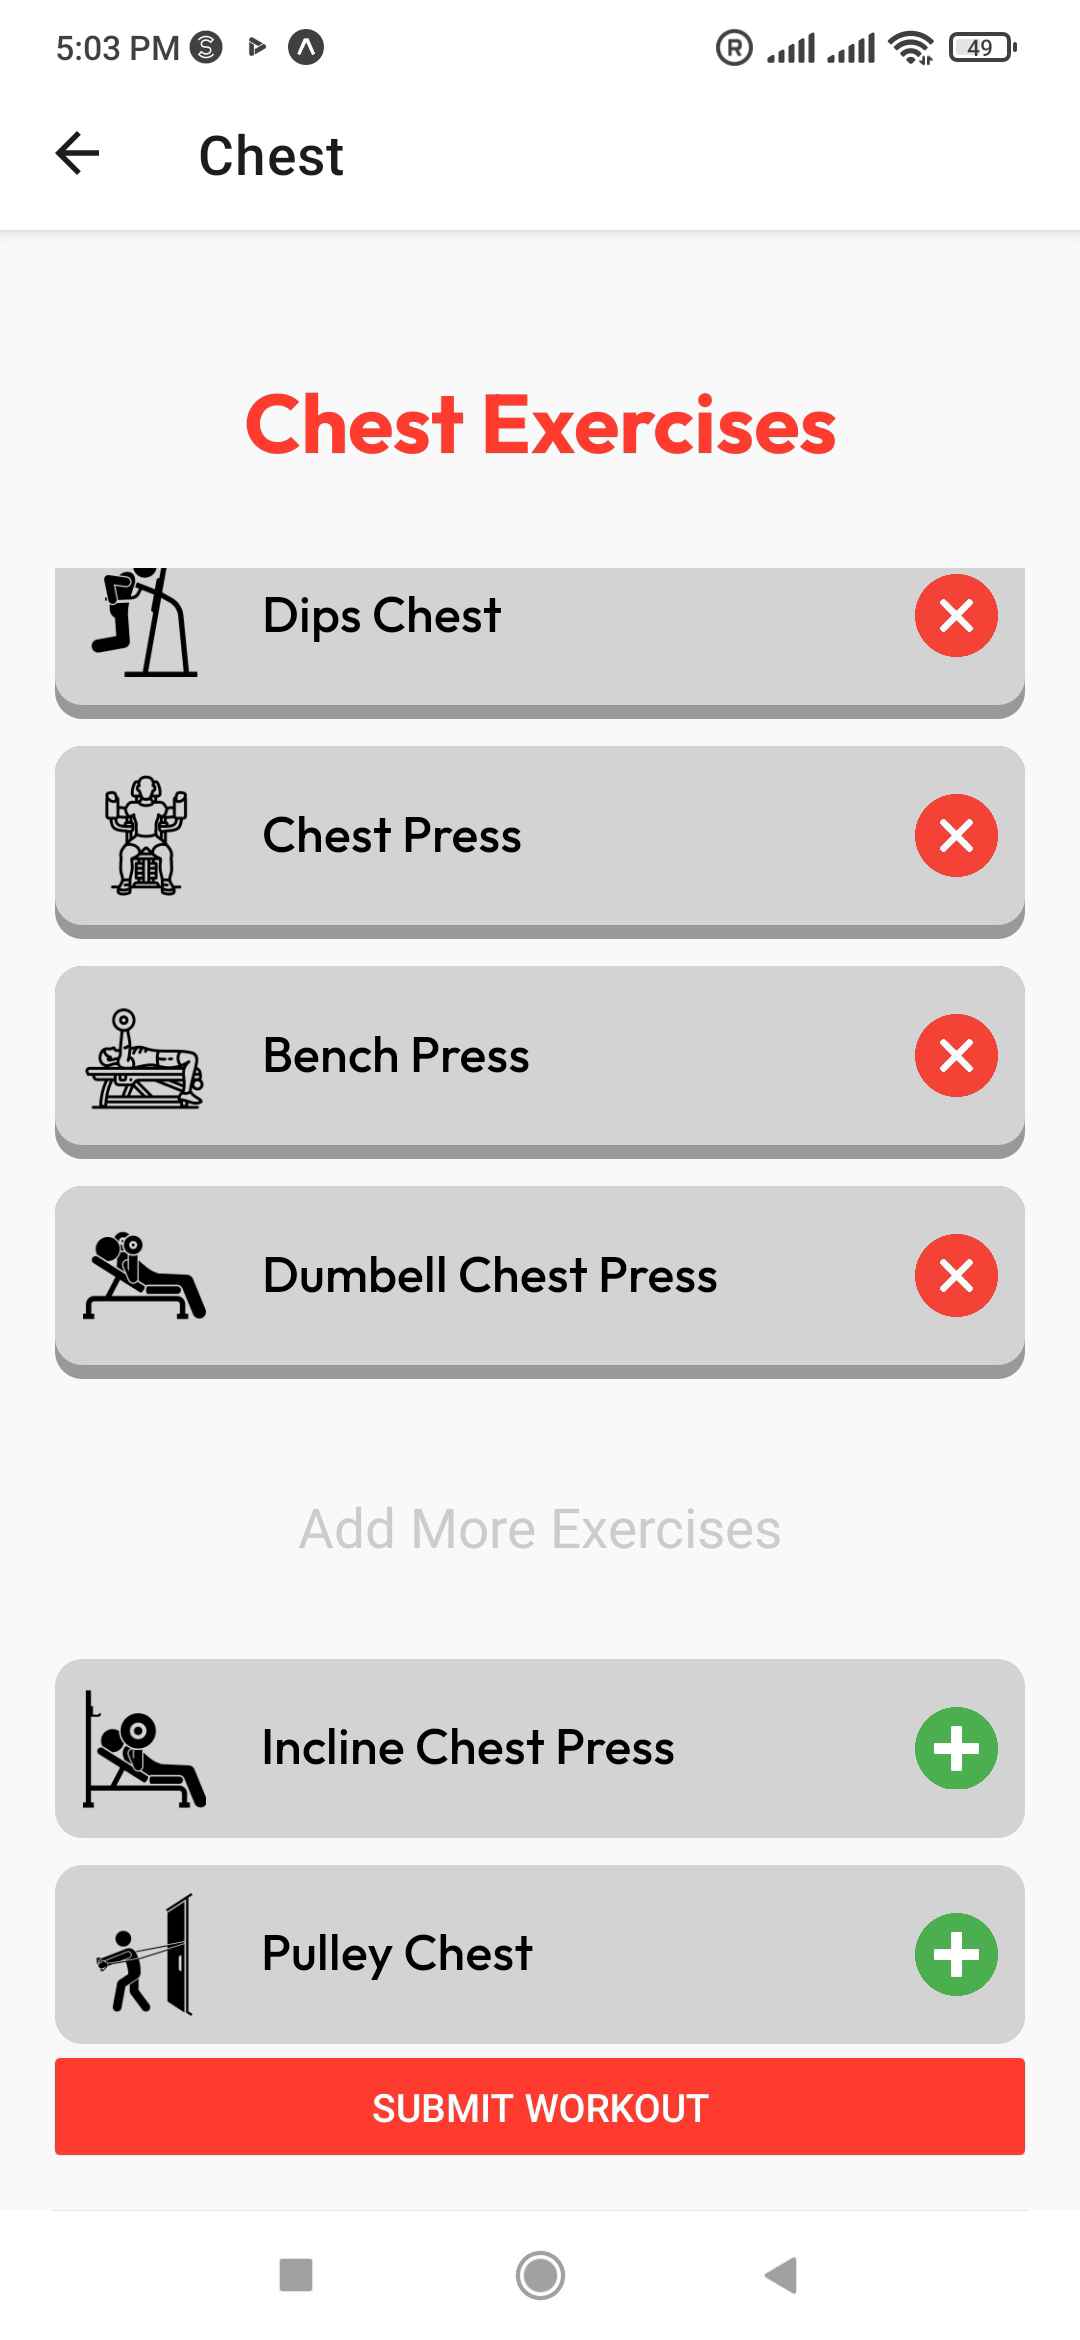 5:03 PM
R
49
Chest
Chest Exercises
Dips Chest
Chest Press
Bench Press
Dumbell Chest Press
Add More Exercises
Incline Chest Press
Pulley Chest
SUBMIT WORKOUT